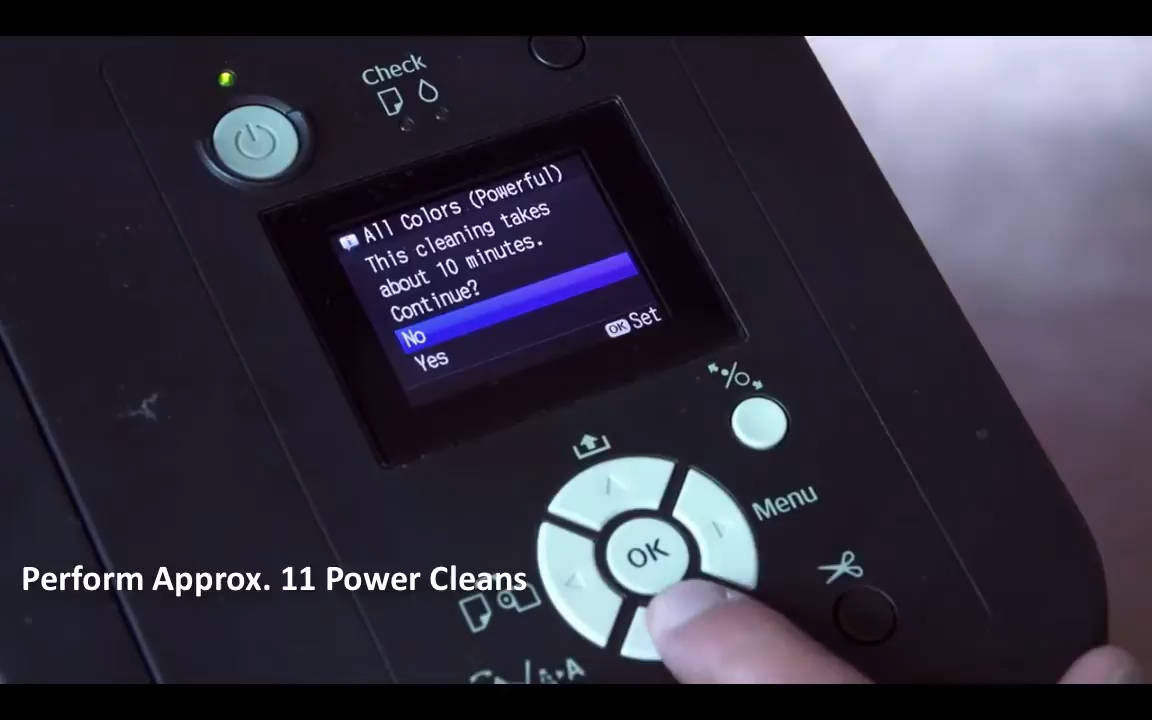 Check
All Colors (Powerful)
This cleaning takes
about 10 minutes.
Continue?
No
Yes
OK Set
Menu
OK
Perform Approx. 11 Power Cleans